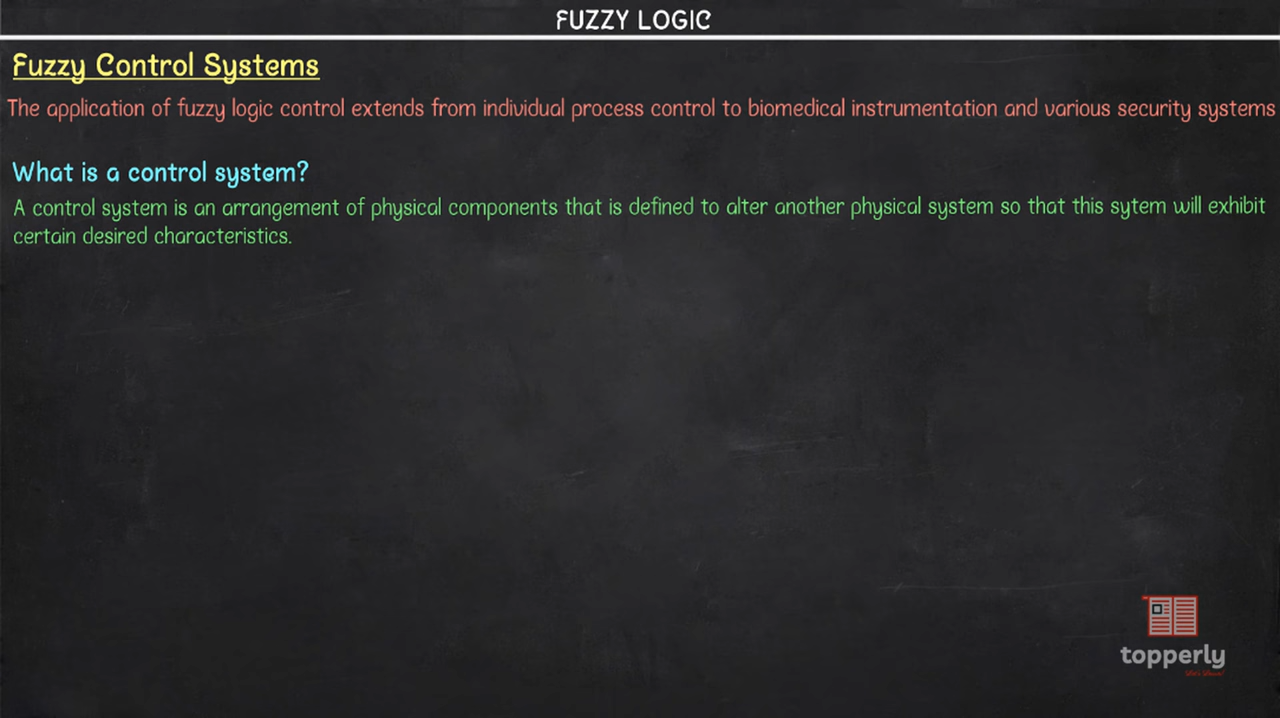 FUZZY LOGIC
Fuzzy Control Systems
The application of fuzzy logic control extends from individual process control to biomedical instrumentation and various security systems
What is a control system?
A control system is an arrangement of physical components that is defined to alter another physical system so that this sytem will exhibit
certain desired characteristics.
topperly